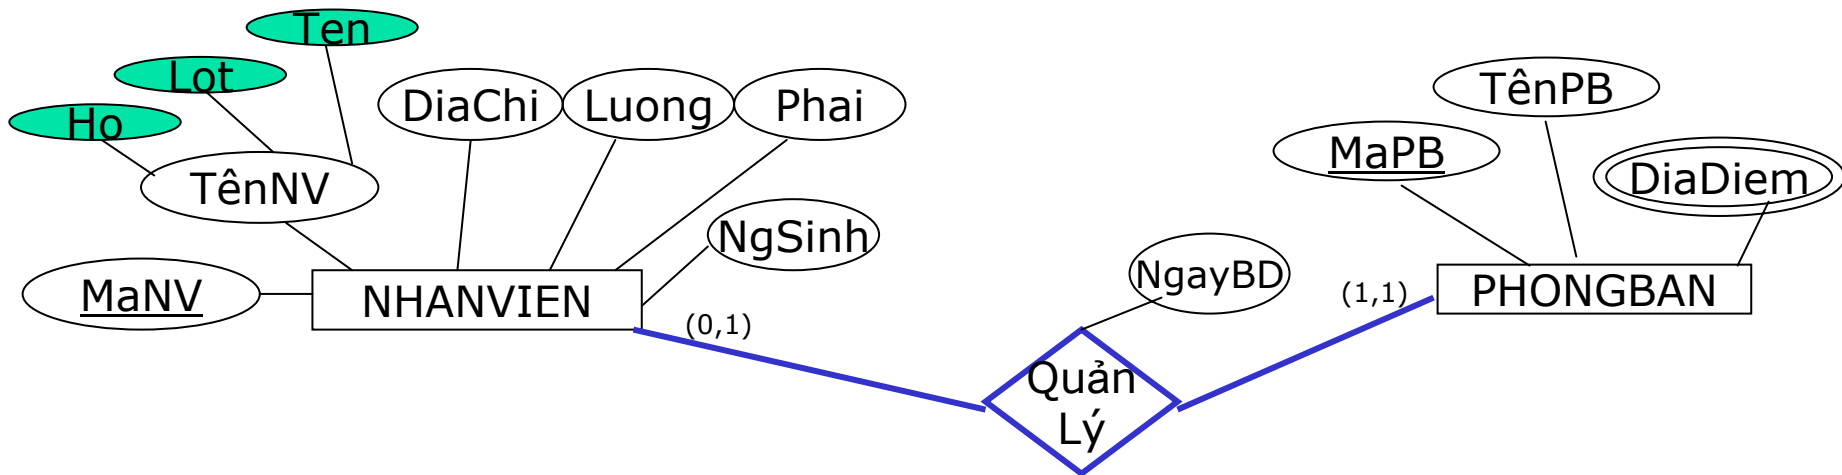 Ten
Lot
Ho
DiaChi
Luong
Phai
TênPB
MaPB
DiaDiem
TênNV
NgSinh
NgayBD
MaNV
NHANVIEN
(0,1)
(1,1)
PHONGBAN
Quản
Lý